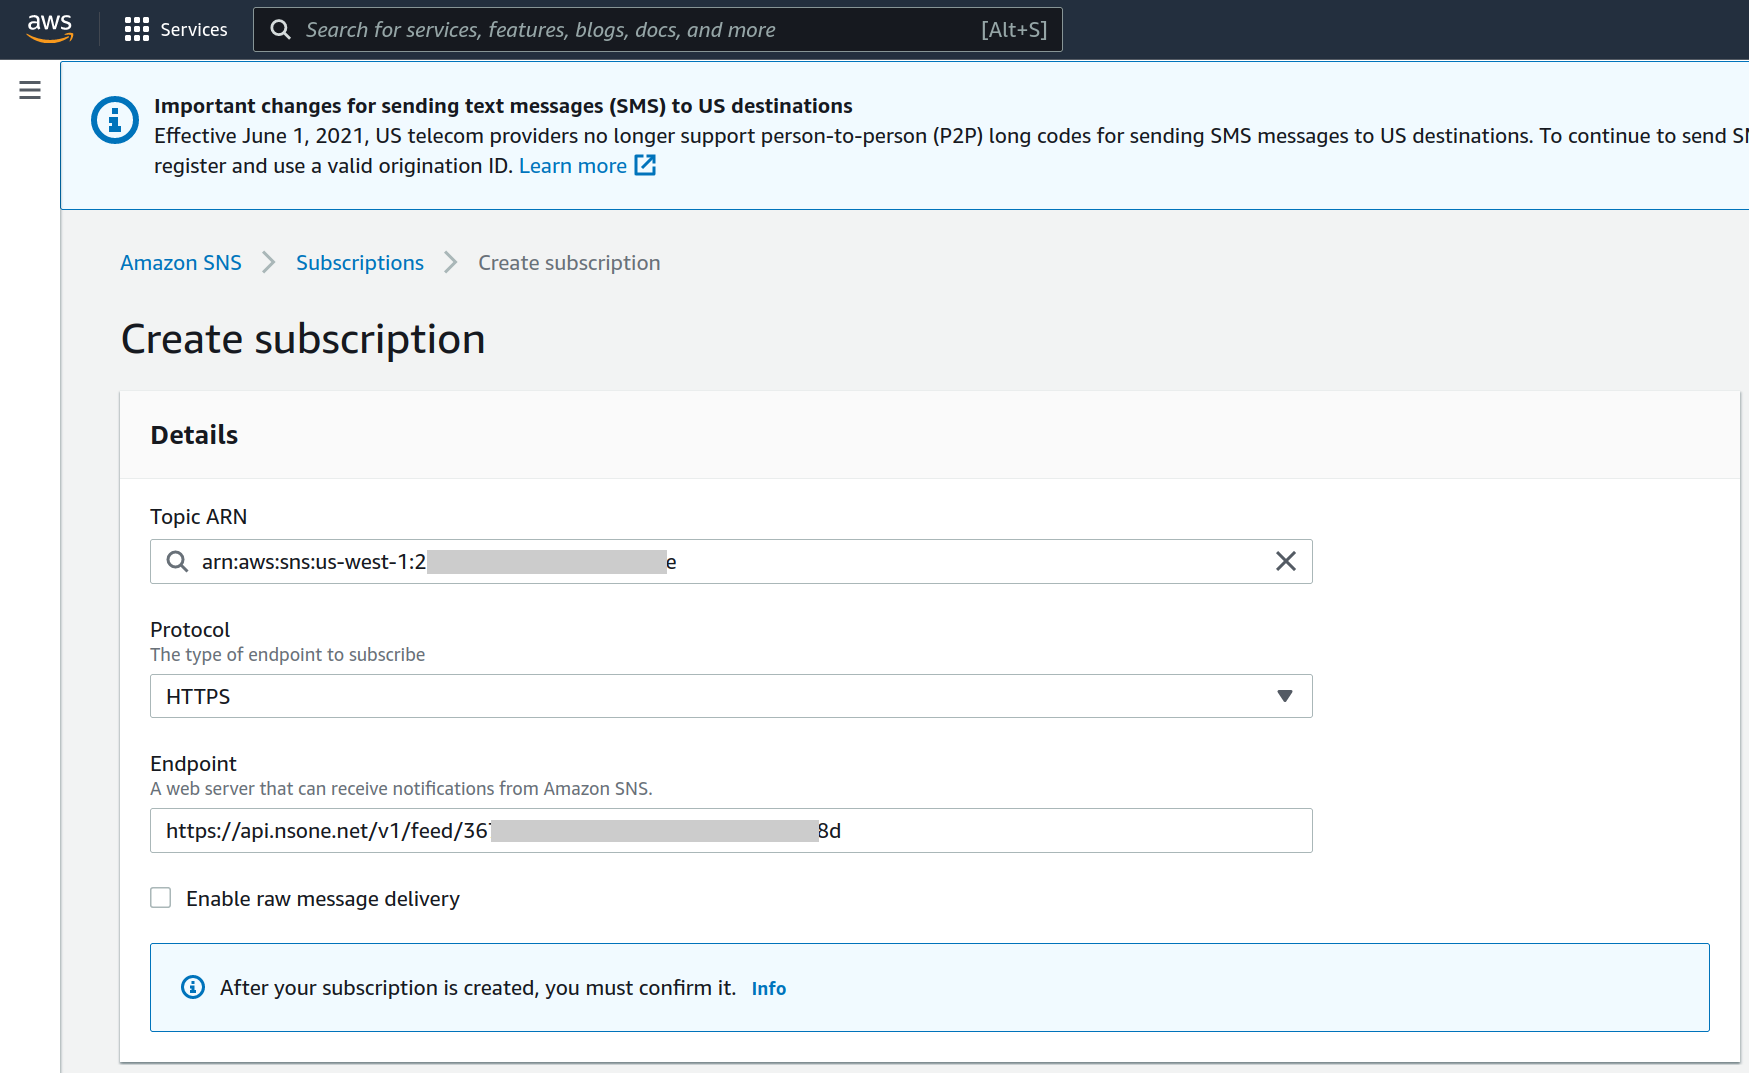 aws
Services
Search for services, features, blogs, docs, and more
[Alt+S]
Important changes for sending text messages (SMS) to US destinations
Effective June 1, 2021, US telecom providers no longer support person-to-person (P2P) long codes for sending SMS messages to US destinations. To continue to send
register and use a valid origination ID. Learn more
Amazon SNS
Subscriptions
Create subscription
Create subscription
Details
Topic ARN
arn:aws:sns:us-west-1:2 e
Protocol
The type of endpoint to subscribe
HTTPS
Endpoint
A web server that can receive notifications from Amazon SNS.
https://api.nsone.net/v1/feed/36 8d
Enable raw message delivery
After your subscription is created, you must confirm it. Info